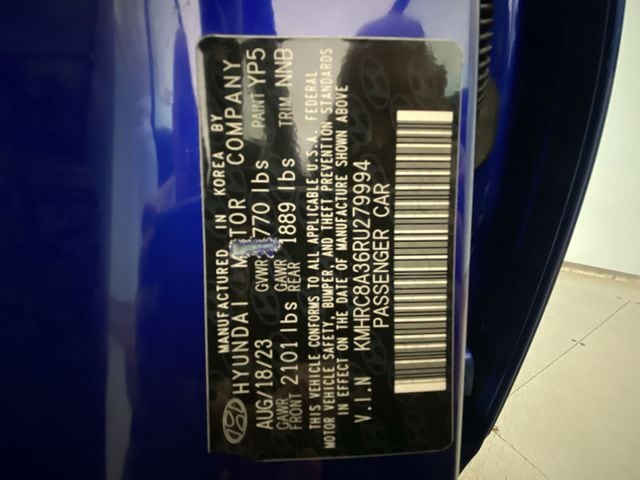 MANUFACTURED IN KOREA BY
HYUNDAI MOTOR COMPANY
AUG/18/23 GVWR 770 lbs PAINT YP5
GAWR FRONT 2101 lbs GAWR REAR 1889 lbs TRIM NNB
THIS VEHICLE CONFORMS TO ALL APPLICABLE U.S.A. FEDERAL
MOTOR VEHICLE SAFETY, BUMPER, AND THEFT PREVENTION STANDARDS
IN EFFECT ON THE DATE OF MANUFACTURE SHOWN ABOVE
V.I.N KMHRC8A36RU279994
PASSENGER CAR